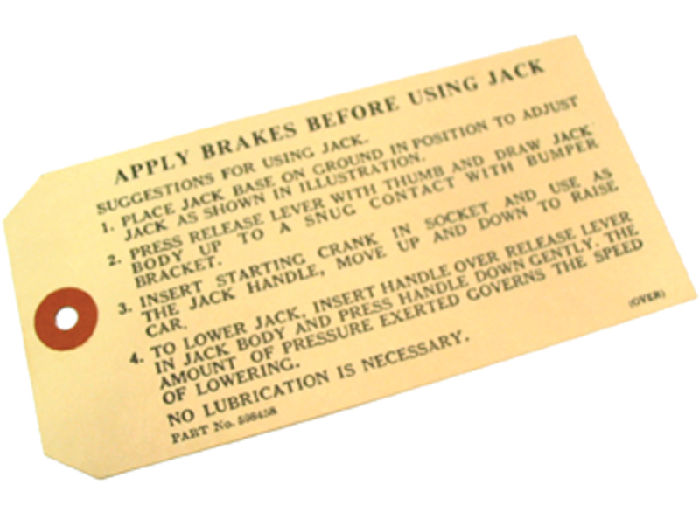 APPLY BRAKES BEFORE USING JACK
SUGGESTIONS FOR USING JACK.
1. PLACE JACK BASE ON GROUND IN POSITION TO ADJUST
JACK AS SHOWN IN ILLUSTRATION.
2. PRESS RELEASE LEVER WITH THUMB AND DRAW JACK
BODY UP TO A SNUG CONTACT WITH BUMPER
BRACKET.
3. INSERT STARTING CRANK IN SOCKET AND USE AS
THE JACK HANDLE, MOVE UP AND DOWN TO RAISE
CAR.
4. TO LOWER JACK, INSERT HANDLE OVER RELEASE LEVER
IN JACK BODY AND PRESS HANDLE DOWN GENTLY. THE
AMOUNT OF PRESSURE EXERTED GOVERNS THE SPEED
OF LOWERING.
NO LUBRICATION IS NECESSARY.
PART No. 598458
(OVER)